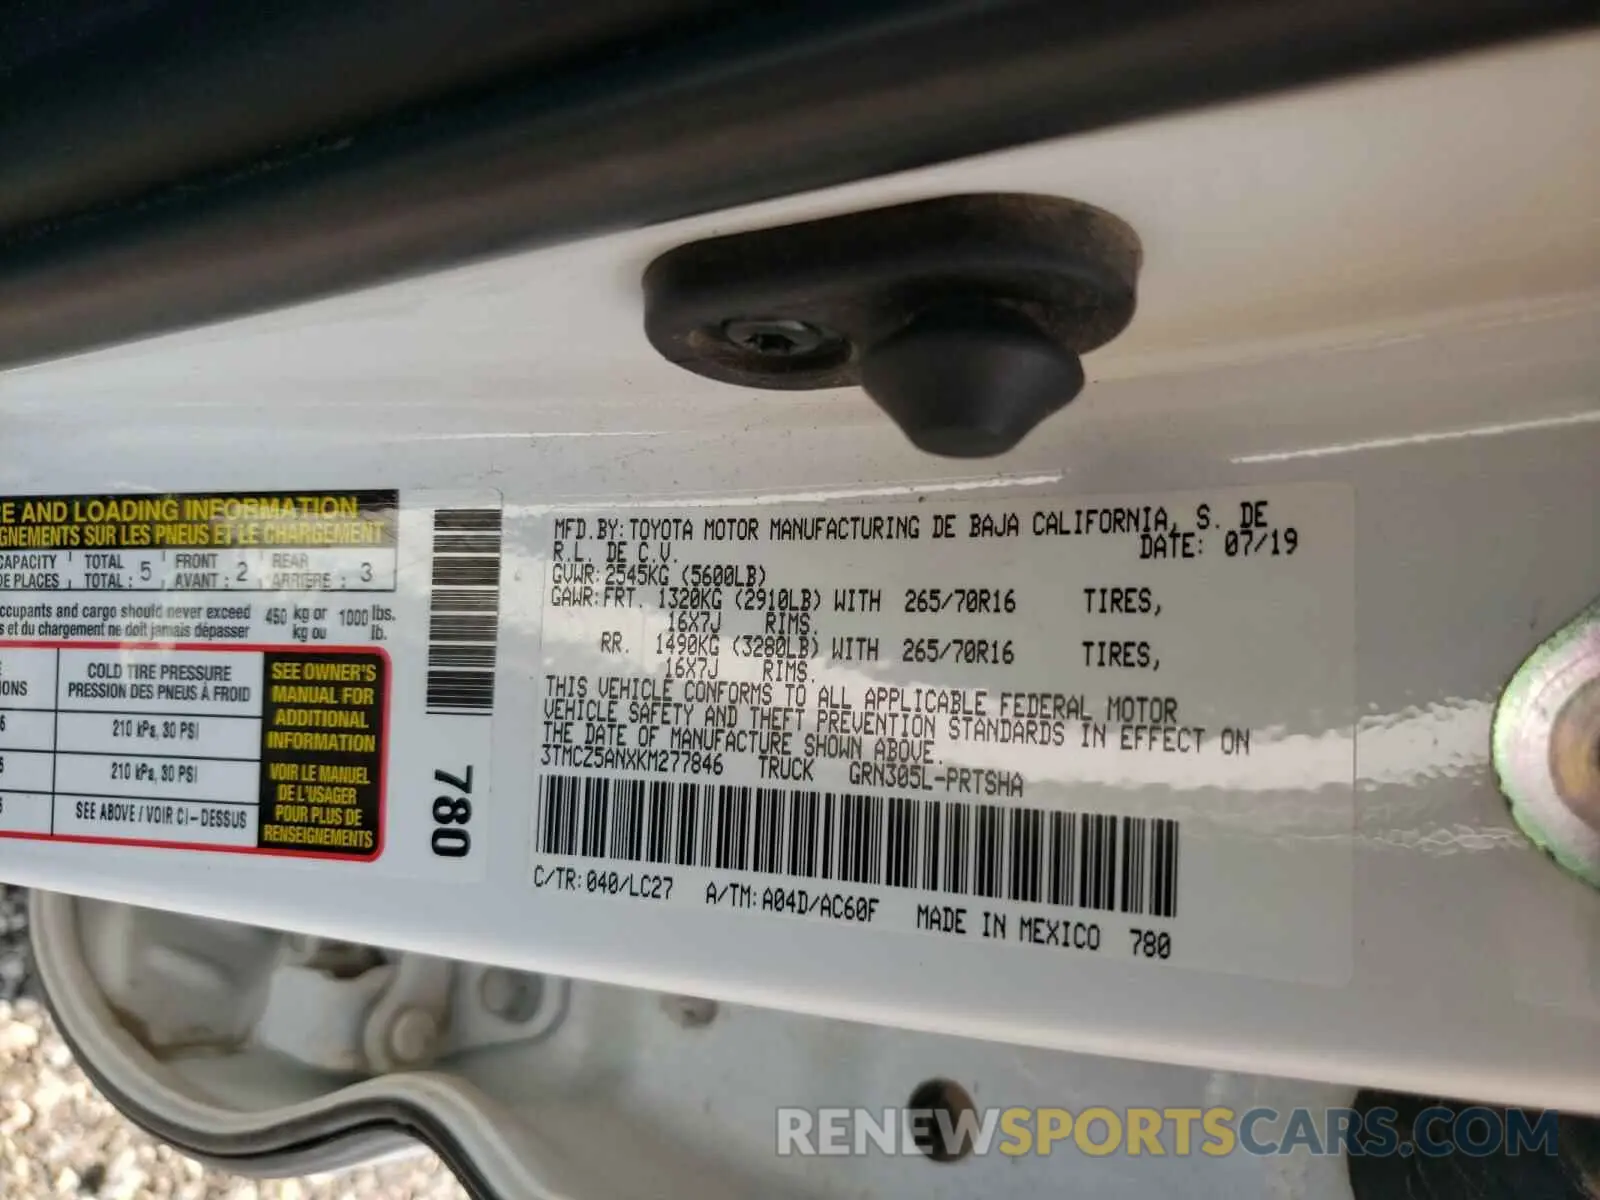 E AND LOADING INFORMATION
GNEMENTS SUR LES PNEUS ET LE CHARGEMENT
CAPACITY TOTAL FRONT REAR
DE PLACES TOTAL : 5 AVANT : 2 ARRIÈRE : 3
ccupants and cargo should never exceed 450 kg or 1000 lbs.
s et du chargement ne doit jamais dépasser kg ou lb.
COLD TIRE PRESSURE
IONS PRESSION DES PNEUS À FROID
6 210 kPa, 30 PSI
5 210 kPa, 30 PSI
SEE ABOVE / VOIR CI-DESSUS
SEE OWNER'S
MANUAL FOR
ADDITIONAL
INFORMATION
VOIR LE MANUEL
DE L'USAGER
POUR PLUS DE
RENSEIGNEMENTS
780
MFD. BY: TOYOTA MOTOR MANUFACTURING DE BAJA CALIFORNIA, S. DE
R.L. DE C.V. DATE: 07/19
GVWR: 2545KG (5600LB)
GAWR: FRT. 1320KG (2910LB) WITH 265/70R16 TIRES,
16X7J RIMS.
RR. 1490KG (3280LB) WITH 265/70R16 TIRES,
16X7J RIMS.
THIS VEHICLE CONFORMS TO ALL APPLICABLE FEDERAL MOTOR
VEHICLE SAFETY AND THEFT PREVENTION STANDARDS IN EFFECT ON
THE DATE OF MANUFACTURE SHOWN ABOVE.
3TMCZ5ANXKM277846 TRUCK GRN305L-PRTSHA
C/TR: 040/LC27 A/TM: A04D/AC60F MADE IN MEXICO 780
RENEWSPORTSCARS.COM